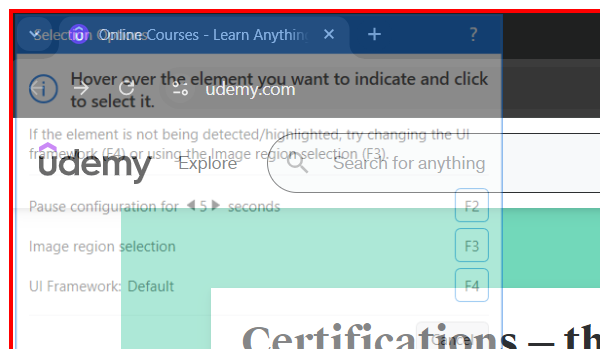 Selection Options
Online Courses - Learn Anythin
?
Hover over the element you want to indicate and click
to select it.
udemy.com
If the element is not being detected/highlighted, try changing the UI
framework (F4) or using the Image region selection (F3).
udemy
Explore
Search for anything
Pause configuration for 5 seconds
F2
Image region selection
F3
UI Framework: Default
F4
Cancel
Certifications – th